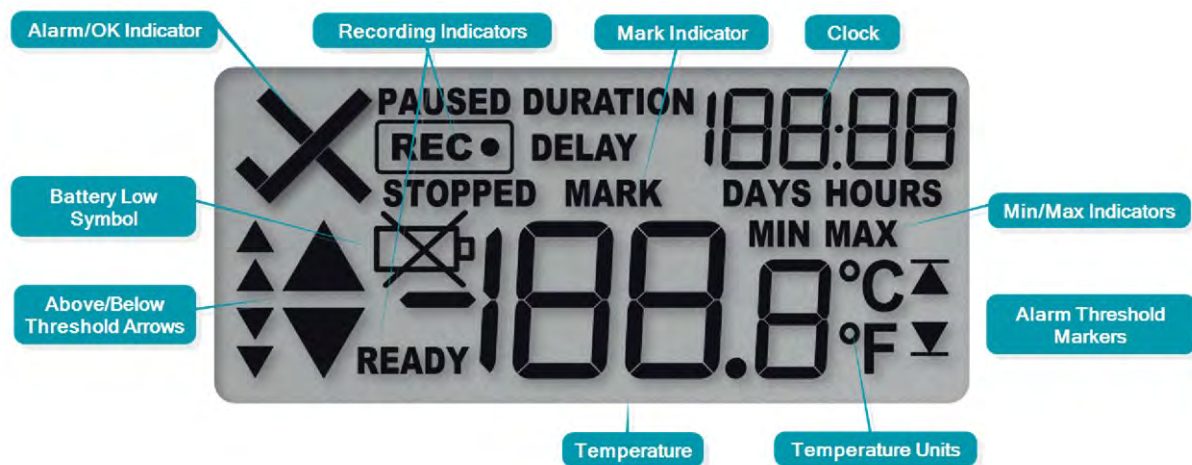 Alarm/OK Indicator
Recording Indicators
Mark Indicator
Clock
PAUSED DURATION
188:88
REC DELAY
STOPPED MARK
DAYS HOURS
Battery Low
Symbol
MIN MAX
Min/Max Indicators
-188.8
°C
°F
Above/Below
Threshold Arrows
READY
Alarm Threshold
Markers
Temperature
Temperature Units